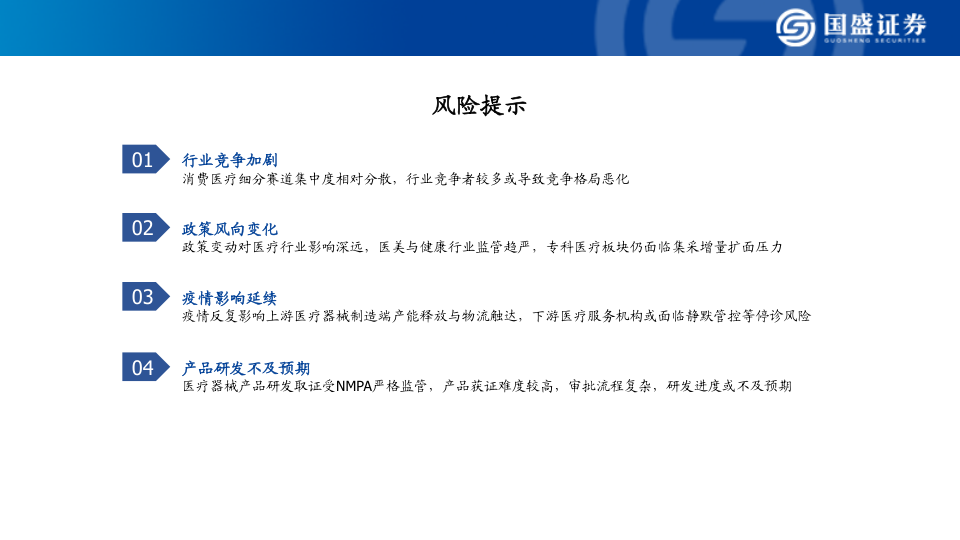 国盛证券
GUOSHENG SECURITIES
风险提示
01
行业竞争加剧
消费医疗细分赛道集中度相对分散，行业竞争者较多或导致竞争格局恶化
02
政策风向变化
政策变动对医疗行业影响深远，医美与健康行业监管趋严，专科医疗板块仍面临集采增量扩面压力
03
疫情影响延续
疫情反复影响上游医疗器械制造端产能释放与物流触达，下游医疗服务机构或面临静默管控等停诊风险
04
产品研发不及预期
医疗器械产品研发取证受NMPA严格监管，产品获证难度较高，审批流程复杂，研发进度或不及预期